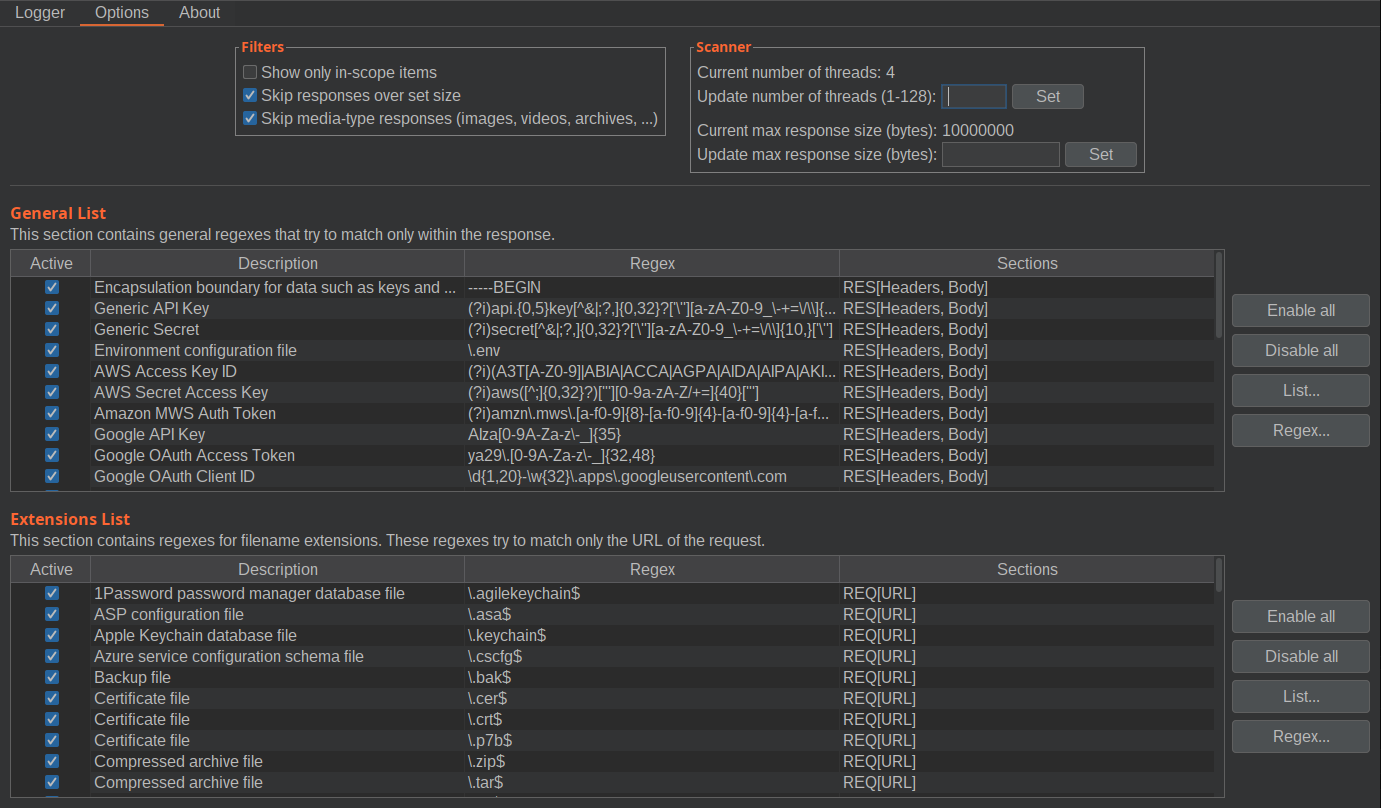 Logger Options About
Filters
Show only in-scope items
Skip responses over set size
Skip media-type responses (images, videos, archives, ...)
Scanner
Current number of threads: 4
Update number of threads (1-128): Set
Current max response size (bytes): 10000000
Update max response size (bytes): Set
General List
This section contains general regexes that try to match only within the response.
Active Description Regex Sections
Encapsulation boundary for data such as keys and ... -----BEGIN RES[Headers, Body]
Generic API Key (?i)api.{0,5}key[^&|;?,]{0,32}?['\"][a-zA-Z0-9_\-+=\/\\]{... RES[Headers, Body]
Generic Secret (?i)secret[^&|;?,]{0,32}?['\"][a-zA-Z0-9_\-+=\/\\]{10,}['\"] RES[Headers, Body]
Environment configuration file \.env RES[Headers, Body]
AWS Access Key ID (?i)(A3T[A-Z0-9]|ABIA|ACCA|AGPA|AIDA|AIPA|AKI... RES[Headers, Body]
AWS Secret Access Key (?i)aws([^;]{0,32}?)['"][0-9a-zA-Z/+=]{40}['"] RES[Headers, Body]
Amazon MWS Auth Token (?i)amzn\.mws\.[a-f0-9]{8}-[a-f0-9]{4}-[a-f0-9]{4}-[a-f... RES[Headers, Body]
Google API Key AIza[0-9A-Za-z\-_]{35} RES[Headers, Body]
Google OAuth Access Token ya29\.[0-9A-Za-z\-_]{32,48} RES[Headers, Body]
Google OAuth Client ID \d{1,20}-\w{32}\.apps\.googleusercontent\.com RES[Headers, Body]
Enable all
Disable all
List...
Regex...
Extensions List
This section contains regexes for filename extensions. These regexes try to match only the URL of the request.
Active Description Regex Sections
1Password password manager database file \.agilekeychain$ REQ[URL]
ASP configuration file \.asa$ REQ[URL]
Apple Keychain database file \.keychain$ REQ[URL]
Azure service configuration schema file \.cscfg$ REQ[URL]
Backup file \.bak$ REQ[URL]
Certificate file \.cer$ REQ[URL]
Certificate file \.crt$ REQ[URL]
Certificate file \.p7b$ REQ[URL]
Compressed archive file \.zip$ REQ[URL]
Compressed archive file \.tar$ REQ[URL]
Enable all
Disable all
List...
Regex...